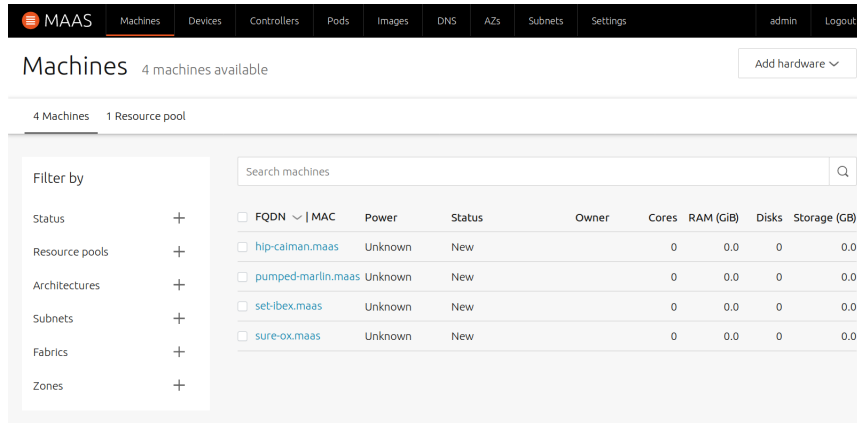 MAAS Machines Devices Controllers Pods Images DNS AZs Subnets Settings admin Logout
Machines 4 machines available Add hardware
4 Machines 1 Resource pool
Filter by
Status
Resource pools
Architectures
Subnets
Fabrics
Zones
Search machines
FQDN | MAC Power Status Owner Cores RAM (GiB) Disks Storage (GB)
hip-caiman.maas Unknown New 0 0.0 0 0.0
pumped-marlin.maas Unknown New 0 0.0 0 0.0
set-ibex.maas Unknown New 0 0.0 0 0.0
sure-ox.maas Unknown New 0 0.0 0 0.0